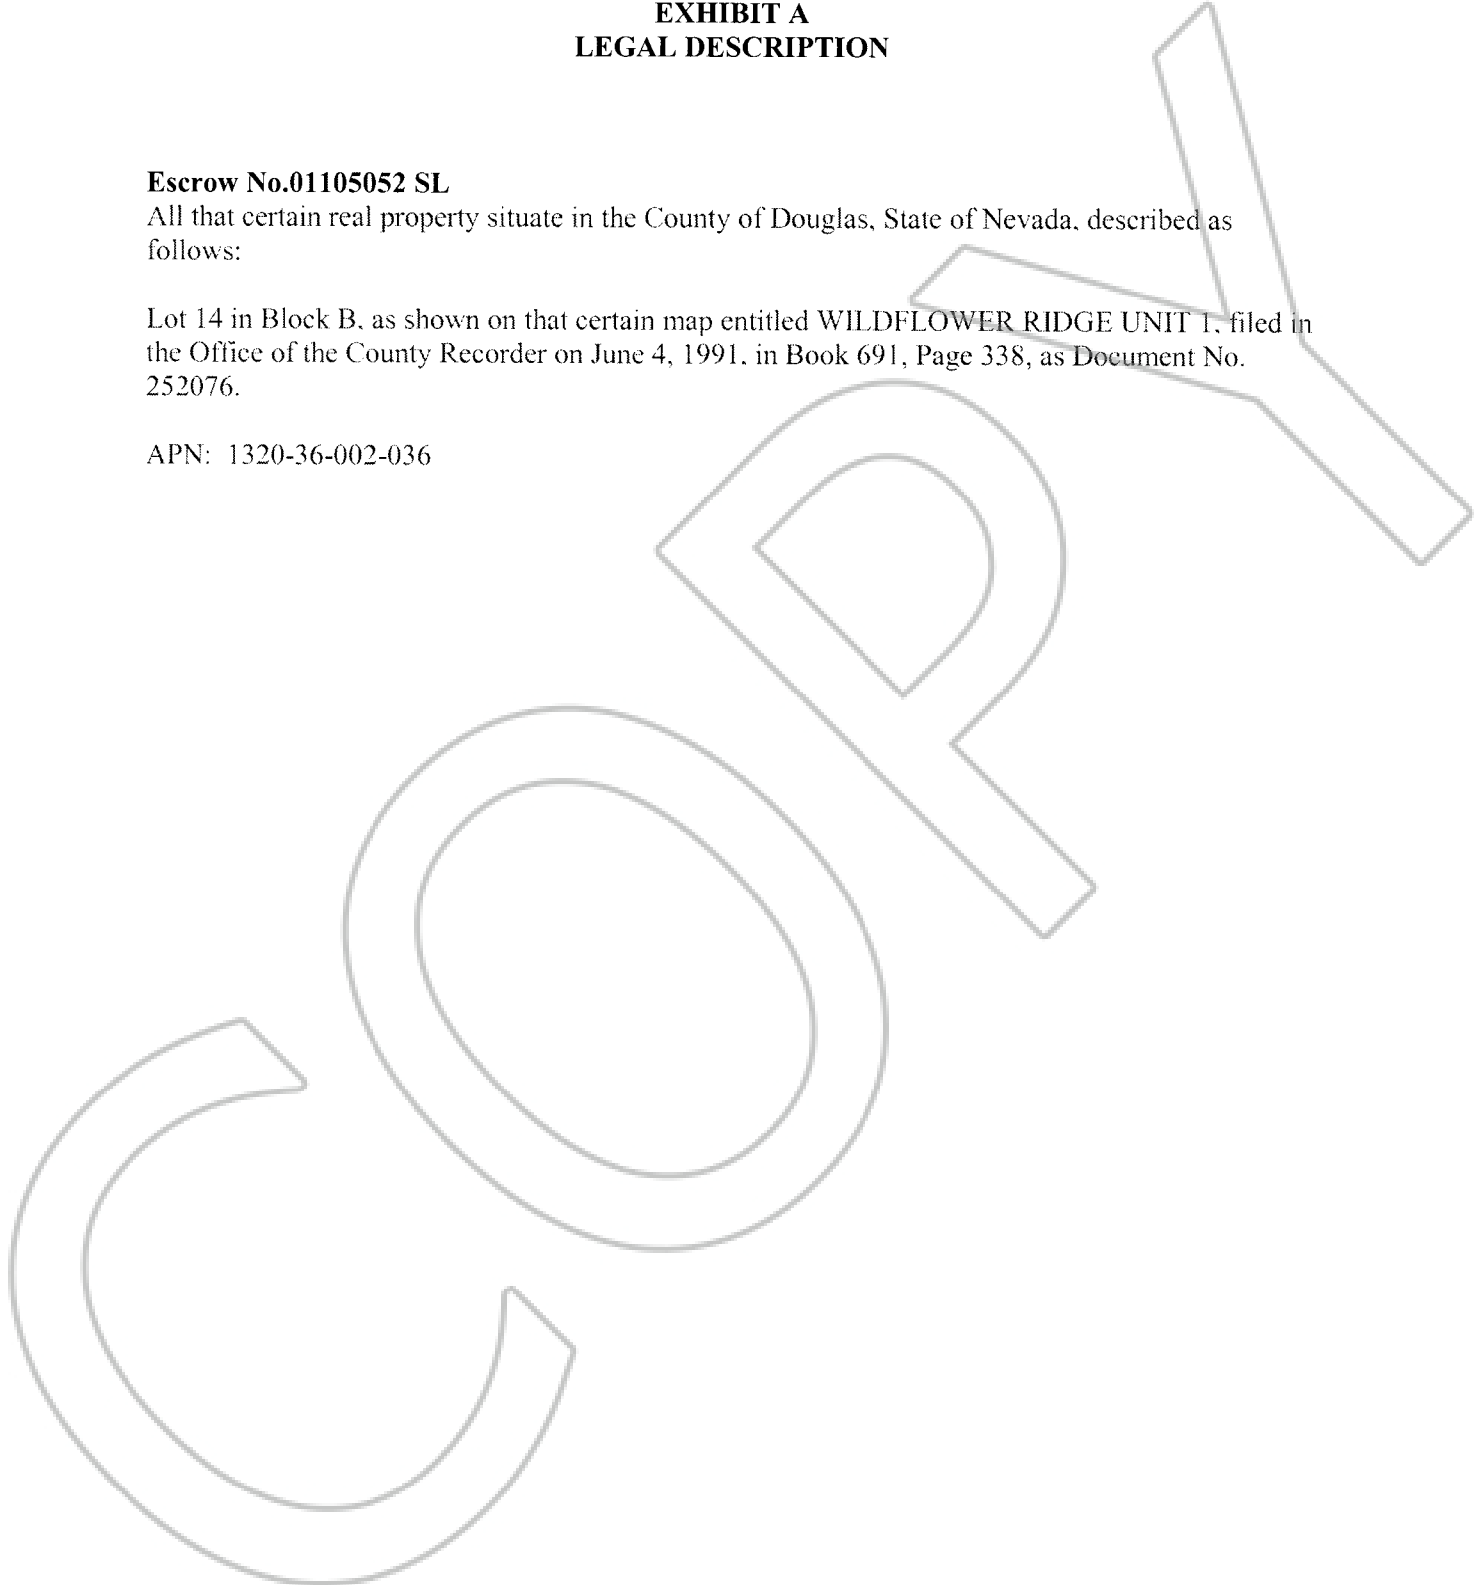 EXHIBIT A
LEGAL DESCRIPTION
Escrow No.01105052 SL
All that certain real property situate in the County of Douglas, State of Nevada, described as
follows:
Lot 14 in Block B, as shown on that certain map entitled WILDFLOWER RIDGE UNIT 1, filed in
the Office of the County Recorder on June 4, 1991, in Book 691, Page 338, as Document No.
252076.
APN: 1320-36-002-036
COPY